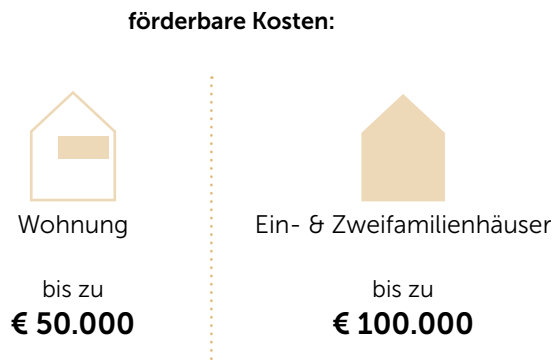 förderbare Kosten:
Wohnung
bis zu
€ 50.000
Ein- & Zweifamilienhäuser
bis zu
€ 100.000